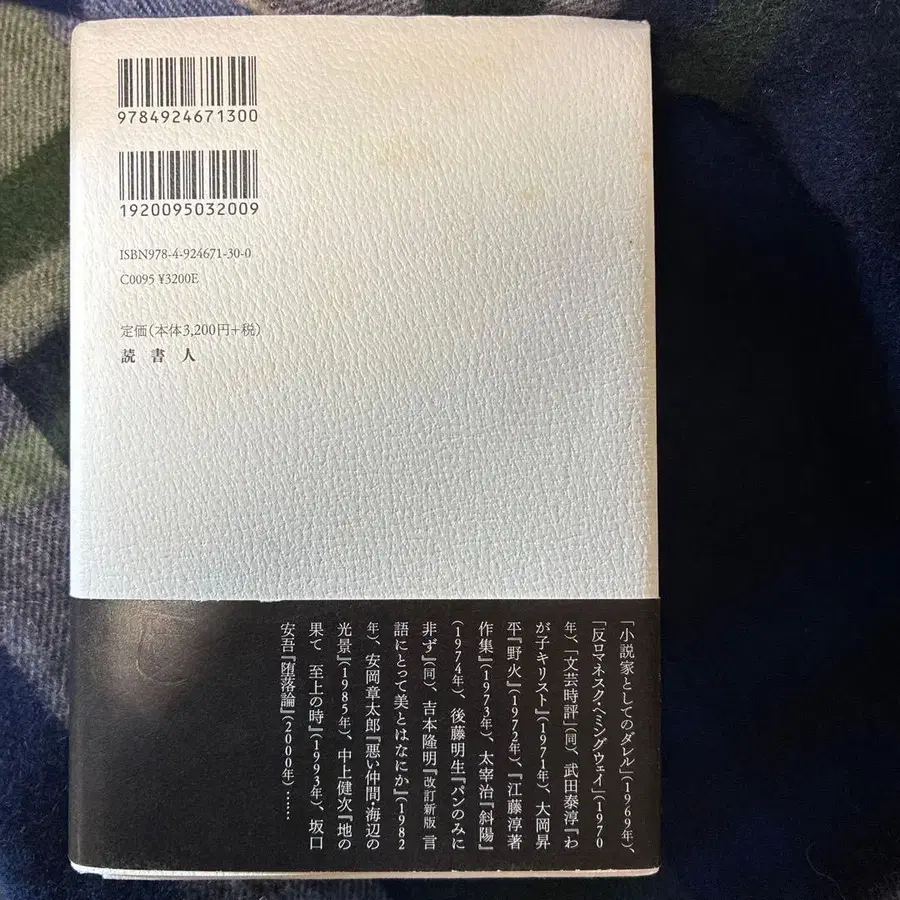 9784924671300
1920095032009
ISBN978-4-924671-30-0
C0095 ¥3200E
定価(本体3,200円+税)
読書人
「小説家としてのダレル」(1969年)、
「反ロマネスク・ヘミングウェイ」(1970
年)、「文芸時評」(同)、武田泰淳『わ
が子キリスト』(1971年)、大岡昇
平『野火』(1972年)、『江藤淳著
作集』(1973年)、太宰治『斜陽』
(1974年)、後藤明生『パンのみに
非ず』(同)、吉本隆明『改訂新版 言
語にとって美とはなにか』(1982
年)、安岡章太郎『悪い仲間・海辺の
光景』(1985年)、中上健次『地の
果て 至上の時』(1993年)、坂口
安吾『堕落論』(2000年)……